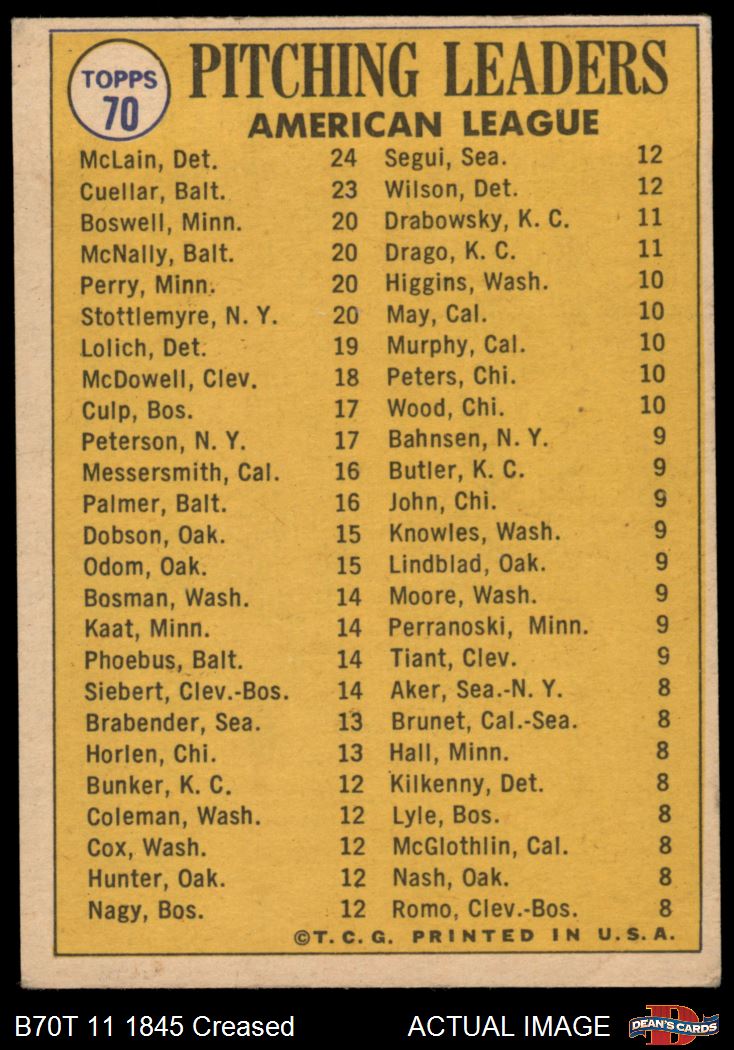 TOPPS
70
PITCHING LEADERS
AMERICAN LEAGUE
McLain, Det. 24 Segui, Sea. 12
Cuellar, Balt. 23 Wilson, Det. 12
Boswell, Minn. 20 Drabowsky, K. C. 11
McNally, Balt. 20 Drago, K. C. 11
Perry, Minn. 20 Higgins, Wash. 10
Stottlemyre, N. Y. 20 May, Cal. 10
Lolich, Det. 19 Murphy, Cal. 10
McDowell, Clev. 18 Peters, Chi. 10
Culp, Bos. 17 Wood, Chi. 10
Peterson, N. Y. 17 Bahnsen, N. Y. 9
Messersmith, Cal. 16 Butler, K. C. 9
Palmer, Balt. 16 John, Chi. 9
Dobson, Oak. 15 Knowles, Wash. 9
Odom, Oak. 15 Lindblad, Oak. 9
Bosman, Wash. 14 Moore, Wash. 9
Kaat, Minn. 14 Perranoski, Minn. 9
Phoebus, Balt. 14 Tiant, Clev. 9
Siebert, Clev.-Bos. 14 Aker, Sea.-N. Y. 8
Brabender, Sea. 13 Brunet, Cal.-Sea. 8
Horlen, Chi. 13 Hall, Minn. 8
Bunker, K. C. 12 Kilkenny, Det. 8
Coleman, Wash. 12 Lyle, Bos. 8
Cox, Wash. 12 McGlothlin, Cal. 8
Hunter, Oak. 12 Nash, Oak. 8
Nagy, Bos. 12 Romo, Clev.-Bos. 8
©T. C. G. PRINTED IN U. S. A.
B70T 11 1845 Creased ACTUAL IMAGE
D
DEAN'S CARDS